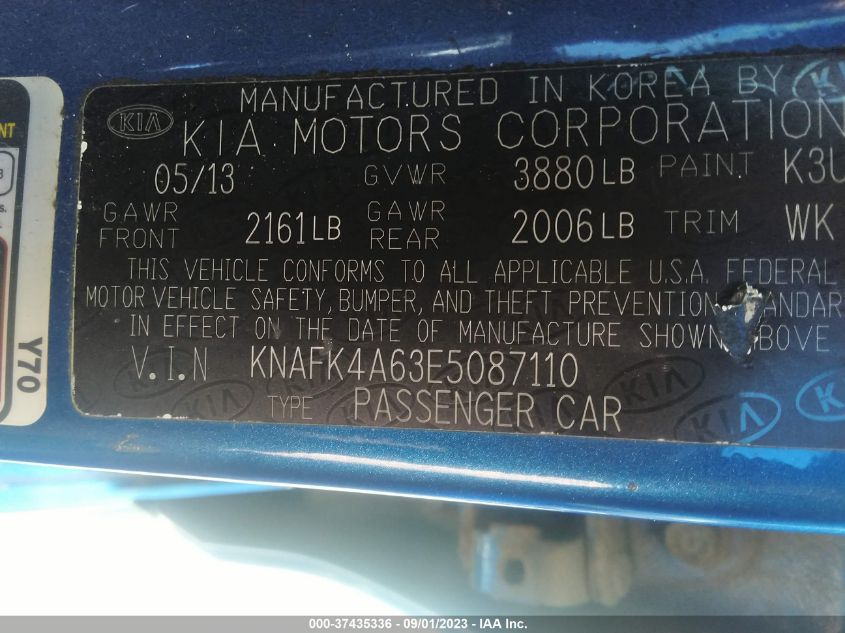 MANUFACTURED IN KOREA BY
KIA
KIA MOTORS CORPORATION
05/13 GVWR 3880LB PAINT K3U
GAWR FRONT 2161LB GAWR REAR 2006LB TRIM WK
THIS VEHICLE CONFORMS TO ALL APPLICABLE U.S.A. FEDERAL
MOTOR VEHICLE SAFETY, BUMPER, AND THEFT PREVENTION
IN EFFECT ON THE DATE OF MANUFACTURE SHOWN
V.I.N KNAFK4A63E5087110
TYPE PASSENGER CAR
Y70
KIA
000-37435336 - 09/01/2023 - IAA Inc.